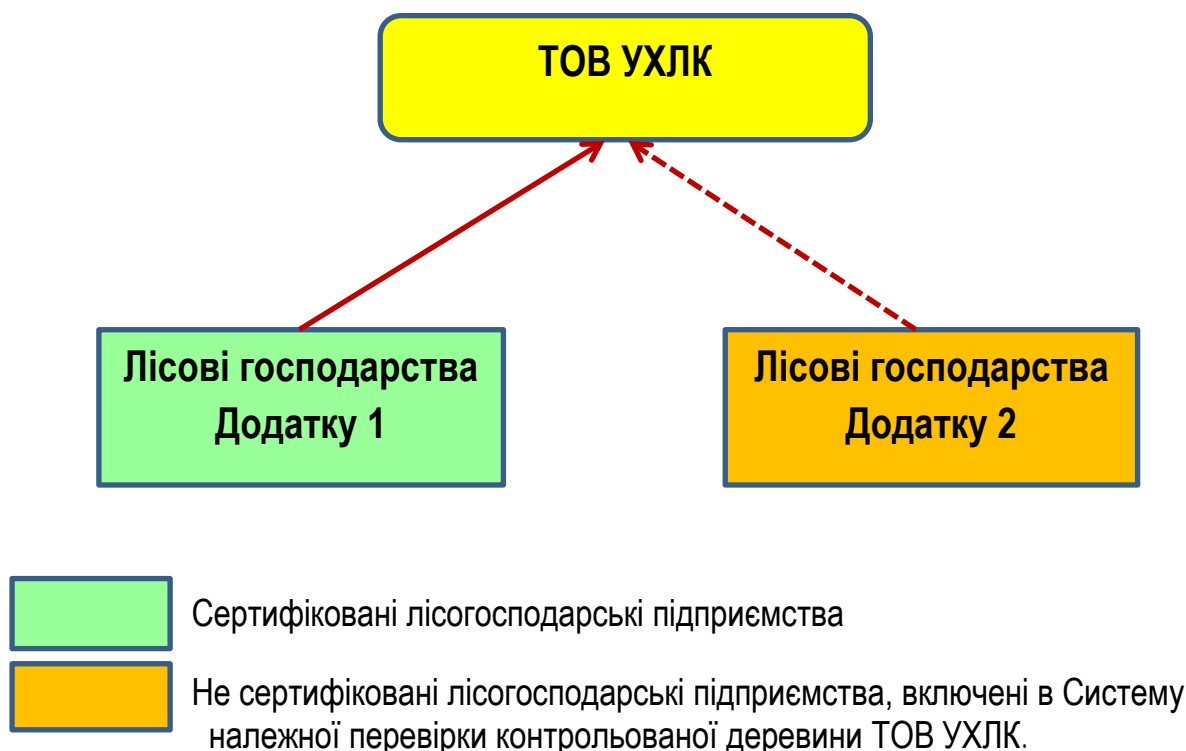 ТОВ УХЛК
Лісові господарства
Додатку 1
Лісові господарства
Додатку 2
Сертифіковані лісогосподарські підприємства
Не сертифіковані лісогосподарські підприємства, включені в Систему
належної перевірки контрольованої деревини ТОВ УХЛК.